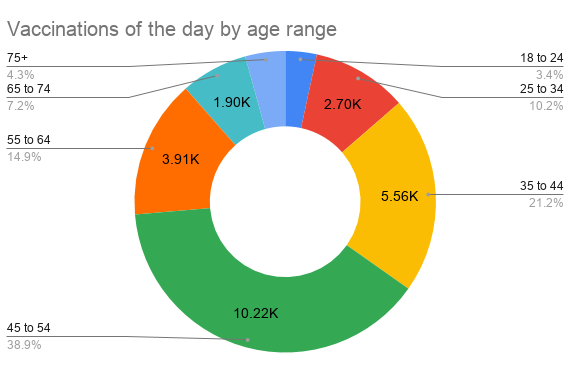 Vaccinations of the day by age range
75+
4.3%
65 to 74
7.2%
55 to 64
14.9%
45 to 54
38.9%
18 to 24
3.4%
25 to 34
10.2%
35 to 44
21.2%
1.90K
2.70K
3.91K
5.56K
10.22K